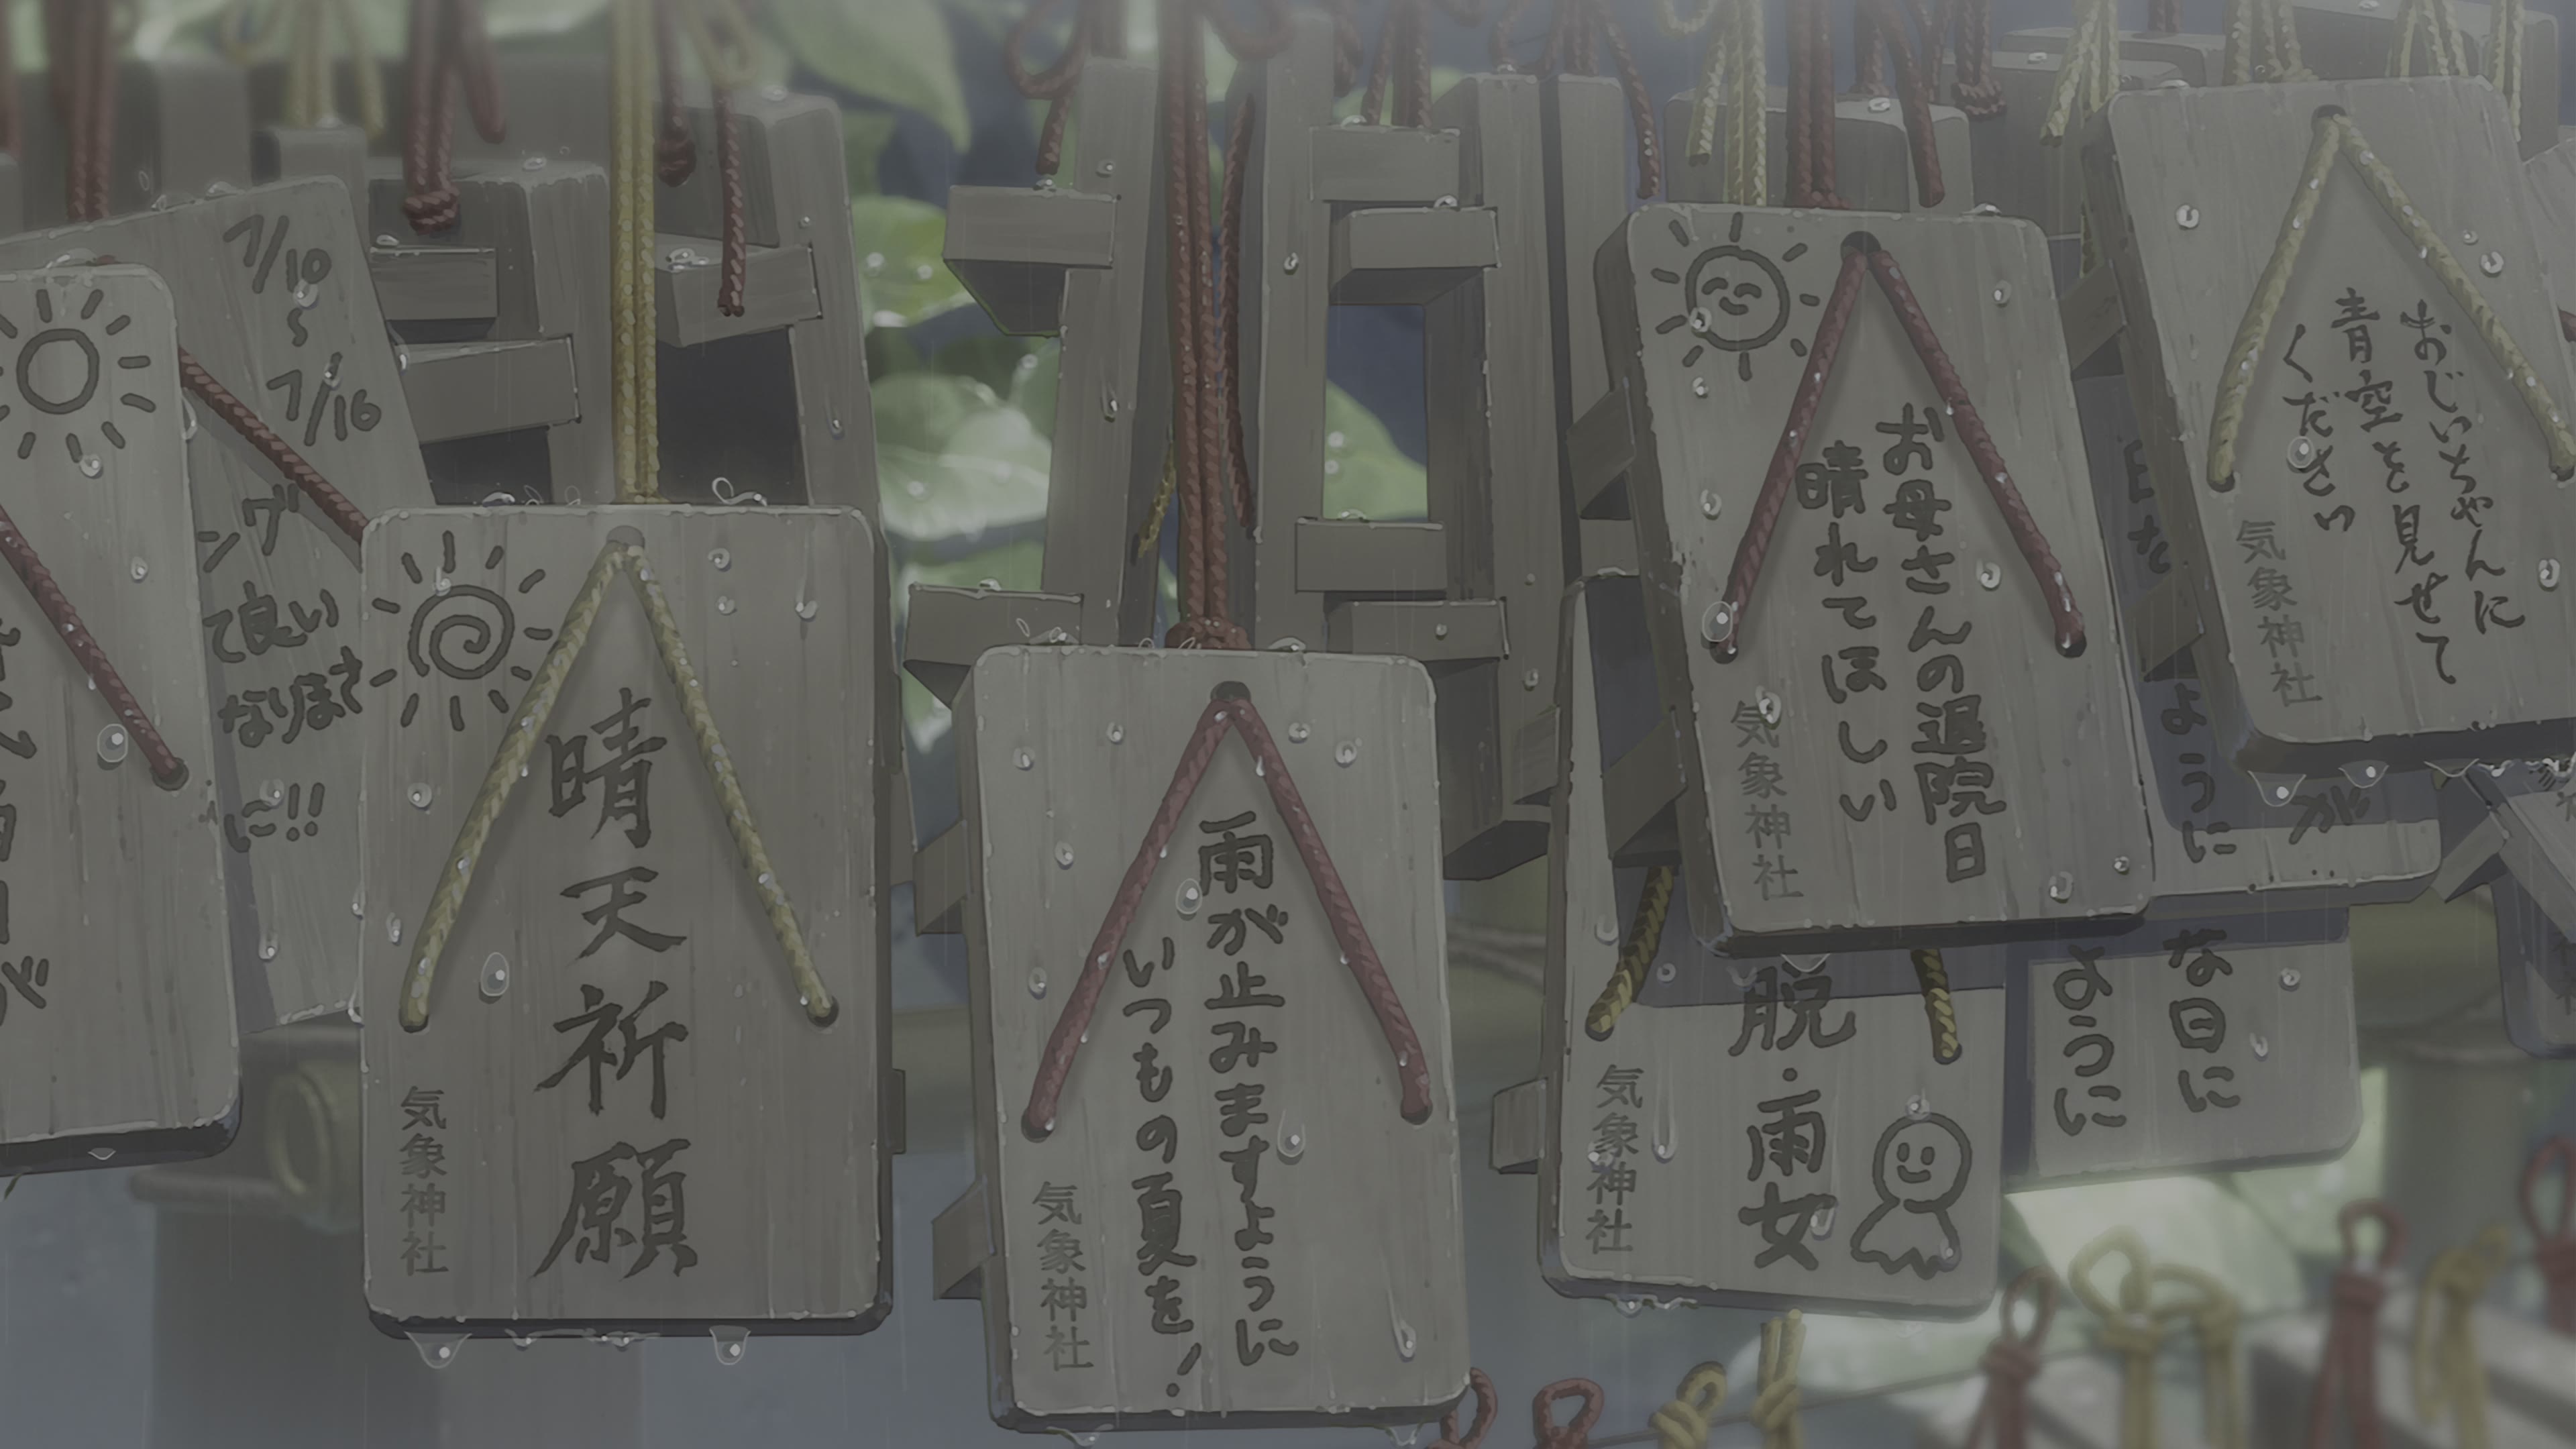 7/10
〜
7/16
ング
て良い
なります
に!!
が
晴天祈願
気象神社
雨が止みますように
いつもの夏を!
気象神社
お母さんの退院日
晴れてほしい
気象神社
脱・雨女
気象神社
おじいちゃんに
青空を見せて
ください
気象神社
日た
ように
が
な日に
ように